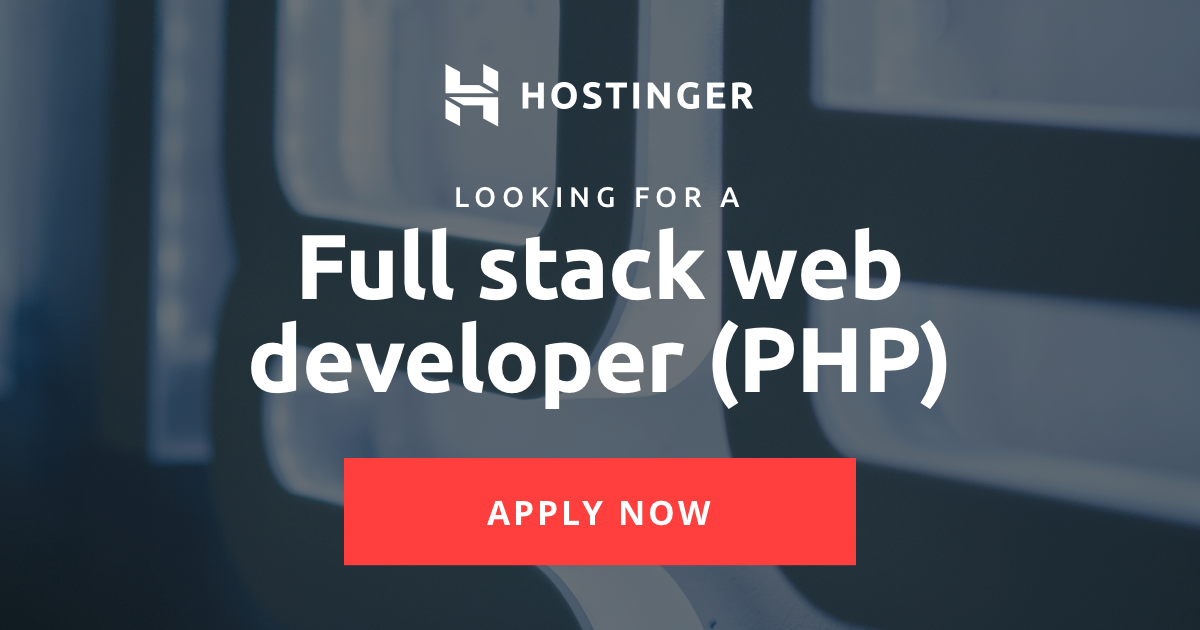 HOSTINGER
LOOKING FOR A
Full stack web
developer (PHP)
APPLY NOW